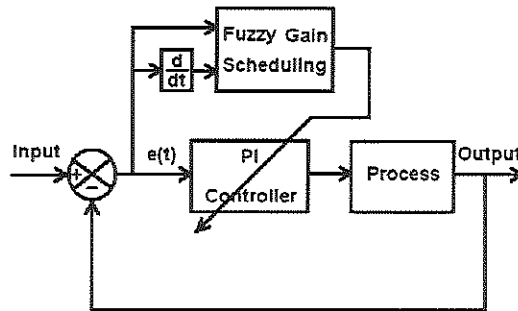 Fuzzy Gain
Scheduling
d
dt
Input
+
−
e(t)
PI
Controller
Process
Output